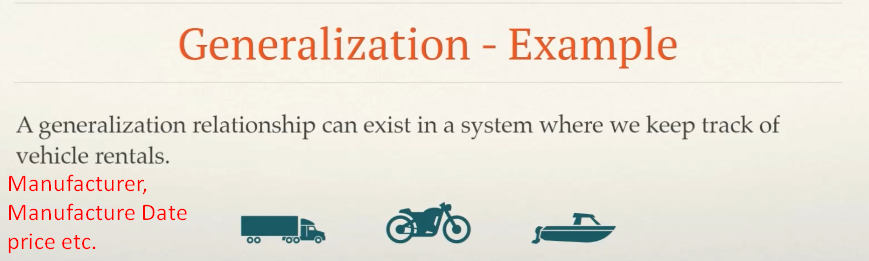 Generalization - Example
A generalization relationship can exist in a system where we keep track of
vehicle rentals.
Manufacturer,
Manufacture Date
price etc.